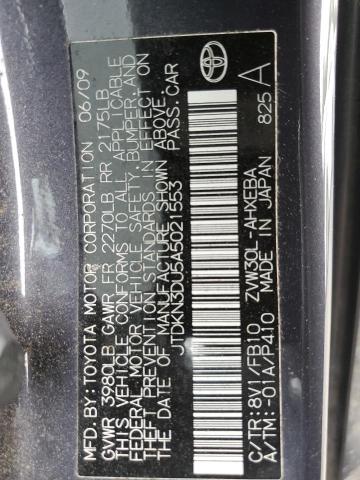 MFD.BY:TOYOTA MOTOR CORPORATION 06/09
GVWR 3980LB GAWR FR 2270LB RR 2175LB
THIS VEHICLE CONFORMS TO ALL APPLICABLE
FEDERAL MOTOR VEHICLE SAFETY, BUMPER, AND
THEFT PREVENTION STANDARDS IN EFFECT ON
THE DATE OF MANUFACTURE SHOWN ABOVE.
JTDKN3DU5A5021553 PASS.CAR
C/TR:8V1/FB10 ZVW30L-AHXEBA
A/TM:-01A/P410 MADE IN JAPAN 825 A
TOYOTA